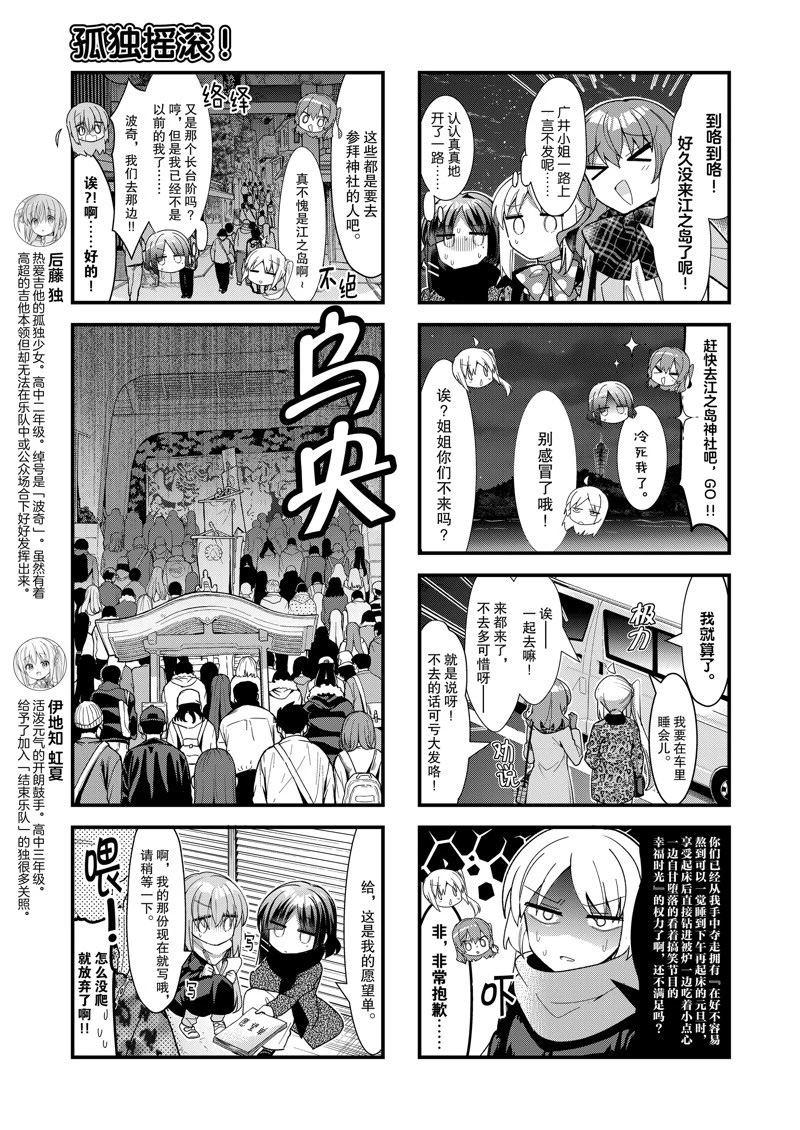 孤独摇滚！
到咯到咯！
好久没来江之岛了呢！
广井小姐一路上
一言不发呢……
认认真真地
开了一路……
赶快去江之岛神社吧，GO！！
冷死我了。
别感冒了哦！
诶？姐姐你们不来吗？
我就算了。
我要在车里
睡会儿。
极力
诶——
一起去嘛！
来都来了，
不去多可惜呀——
就是说呀！
不去的话可亏大发咯！
劝说
你们已经从我手中夺走拥有『在好不容易
熬到可以一觉睡到下午再起床的元旦时，
享受起床后直接钻进被炉一边吃着小点心
一边自甘堕落的看着搞笑节目的
幸福时光』的权力了啊，还不满足吗？
非，非常抱歉……
吓
这些都是要去
参拜神社的人吧。
真不愧是江之岛啊~
络绎
不绝
又是那个长台阶吗？
哼，但是我已经不是
以前的我了……
波奇，我们去那边!!
诶?!啊……好的！
乌央
给，这是我的愿望单。
啊，我的那份现在就写哦，
请稍等一下。
写
写
愿望单
喂！
怎么没爬
就放弃了啊!!
后藤 独
热爱吉他的孤独少女。高中二年级。绰号是「波奇」。虽然有着
高超的吉他本领但却无法在乐队中或公众场合下好好发挥出来。
伊地知 虹夏
活泼元气的开朗鼓手。高中三年级。
给予了加入「结束乐队」的独很多关照。